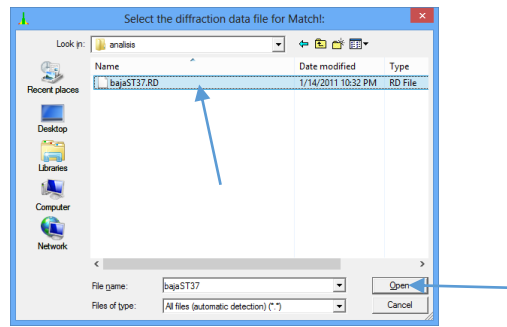 Select the diffraction data file for Match!:
×
Look in: analisis
Name Date modified Type
bajaST37.RD 1/14/2011 10:32 PM RD File
Recent places
Desktop
Libraries
Computer
Network
File name: bajaST37 Open
Files of type: All files (automatic detection) (*.*) Cancel